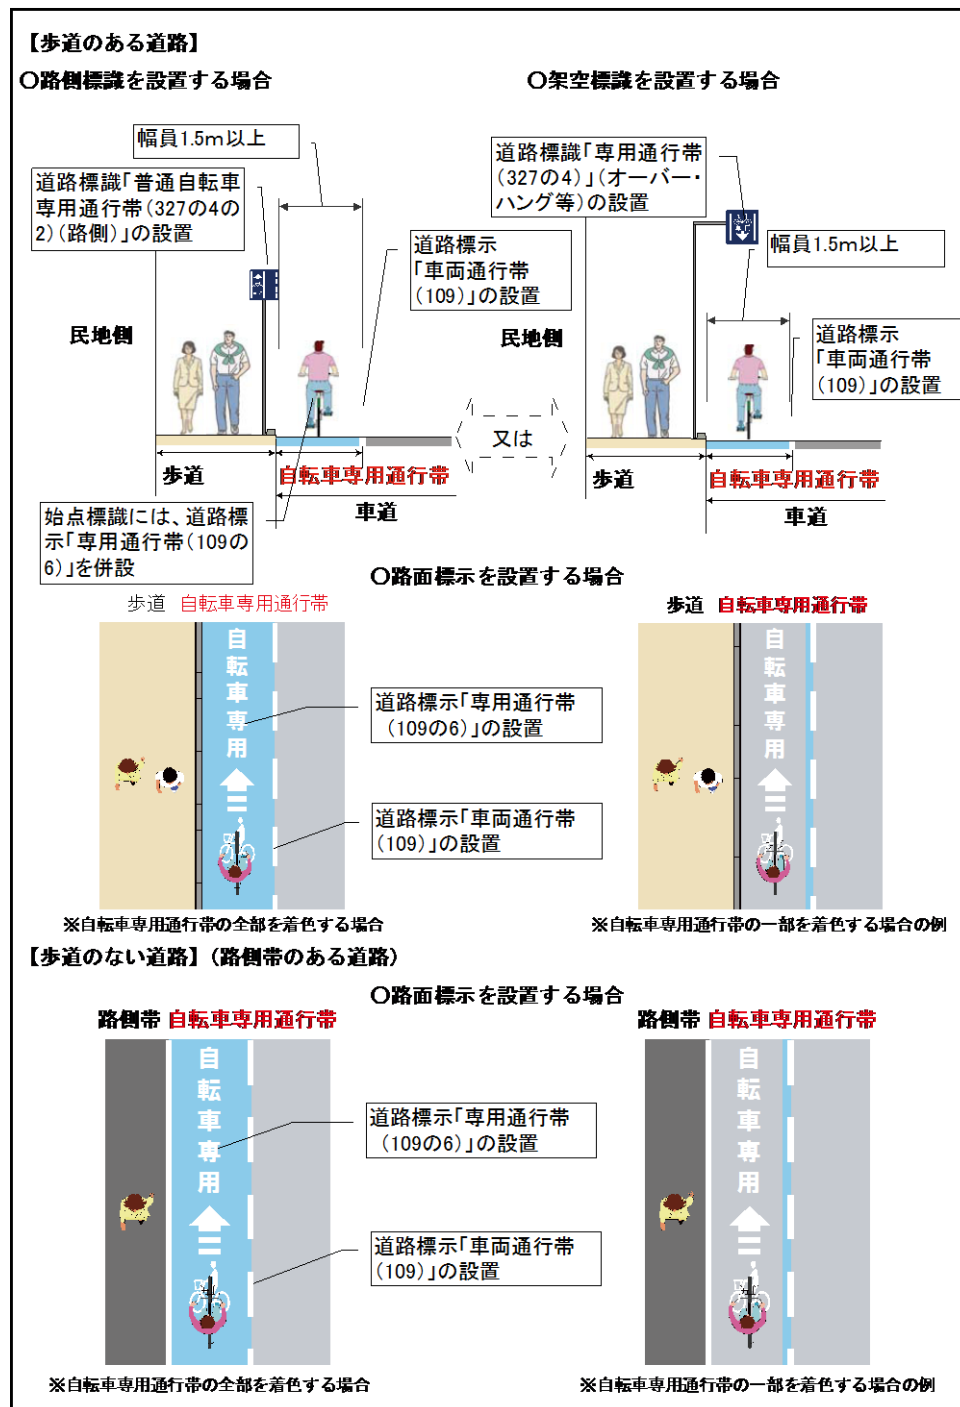 【歩道のある道路】
〇路側標識を設置する場合
〇架空標識を設置する場合
幅員1.5m以上
道路標識「普通自転車
専用通行帯(327の4の
2)(路側)」の設置
道路標示
「車両通行帯
(109)」の設置
民地側
歩道
自転車専用通行帯
車道
始点標識には、道路標
示「専用通行帯(109の
6)」を併設
又は
道路標識「専用通行帯
(327の4)」(オーバー・
ハング等)の設置
幅員1.5m以上
民地側
道路標示
「車両通行帯
(109)」の設置
歩道
自転車専用通行帯
車道
〇路面標示を設置する場合
歩道 自転車専用通行帯
自転車専用
道路標示「専用通行帯
(109の6)」の設置
道路標示「車両通行帯
(109)」の設置
※自転車専用通行帯の全部を着色する場合
歩道 自転車専用通行帯
自転車専用
※自転車専用通行帯の一部を着色する場合の例
【歩道のない道路】(路側帯のある道路)
〇路面標示を設置する場合
路側帯 自転車専用通行帯
自転車専用
道路標示「専用通行帯
(109の6)」の設置
道路標示「車両通行帯
(109)」の設置
※自転車専用通行帯の全部を着色する場合
路側帯 自転車専用通行帯
自転車専用
※自転車専用通行帯の一部を着色する場合の例